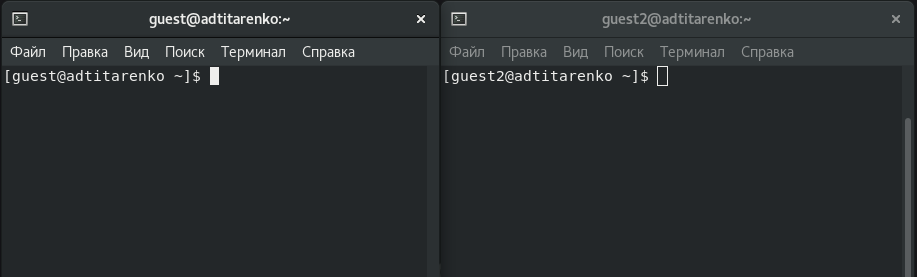 guest@adtitarenko:~
Файл Правка Вид Поиск Терминал Справка
[guest@adtitarenko ~]$
guest2@adtitarenko:~
Файл Правка Вид Поиск Терминал Справка
[guest2@adtitarenko ~]$